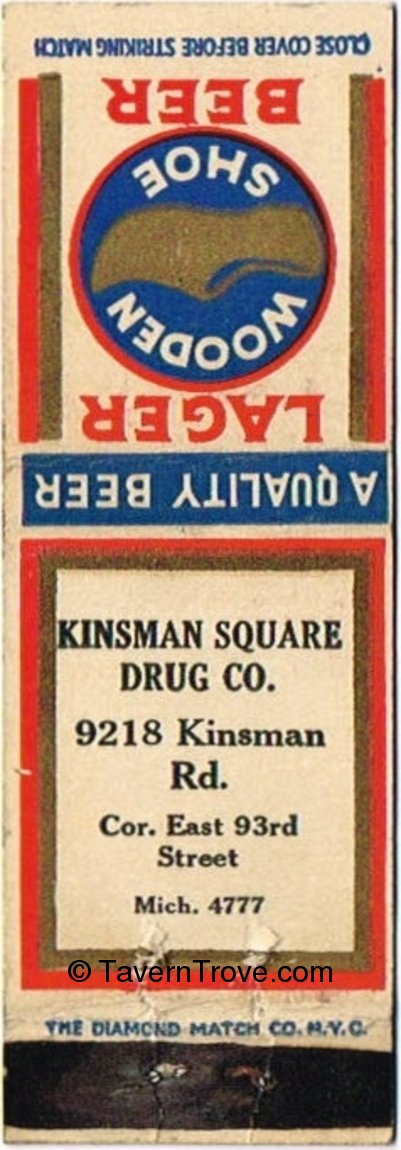 CLOSE COVER BEFORE STRIKING MATCH
LAGER
WOODEN
SHOE
BEER
A QUALITY BEER
KINSMAN SQUARE
DRUG CO.
9218 Kinsman
Rd.
Cor. East 93rd
Street
Mich. 4777
© TavernTrove.com
THE DIAMOND MATCH CO. N.Y.C.